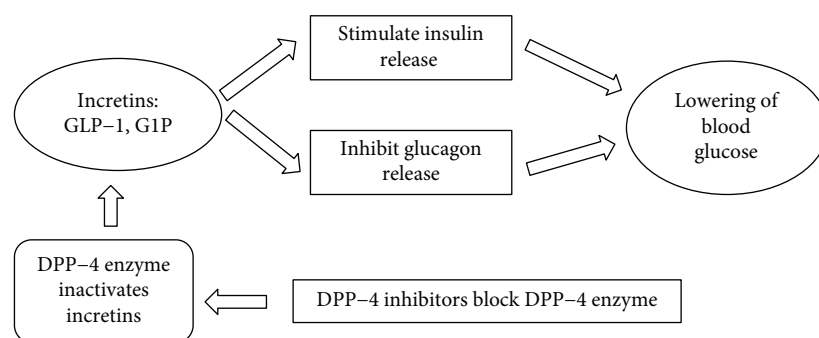 Stimulate insulin
release
Incretins:
GLP−1, G1P
Lowering of
blood
glucose
Inhibit glucagon
release
DPP−4 enzyme
inactivates
incretins
DPP−4 inhibitors block DPP−4 enzyme